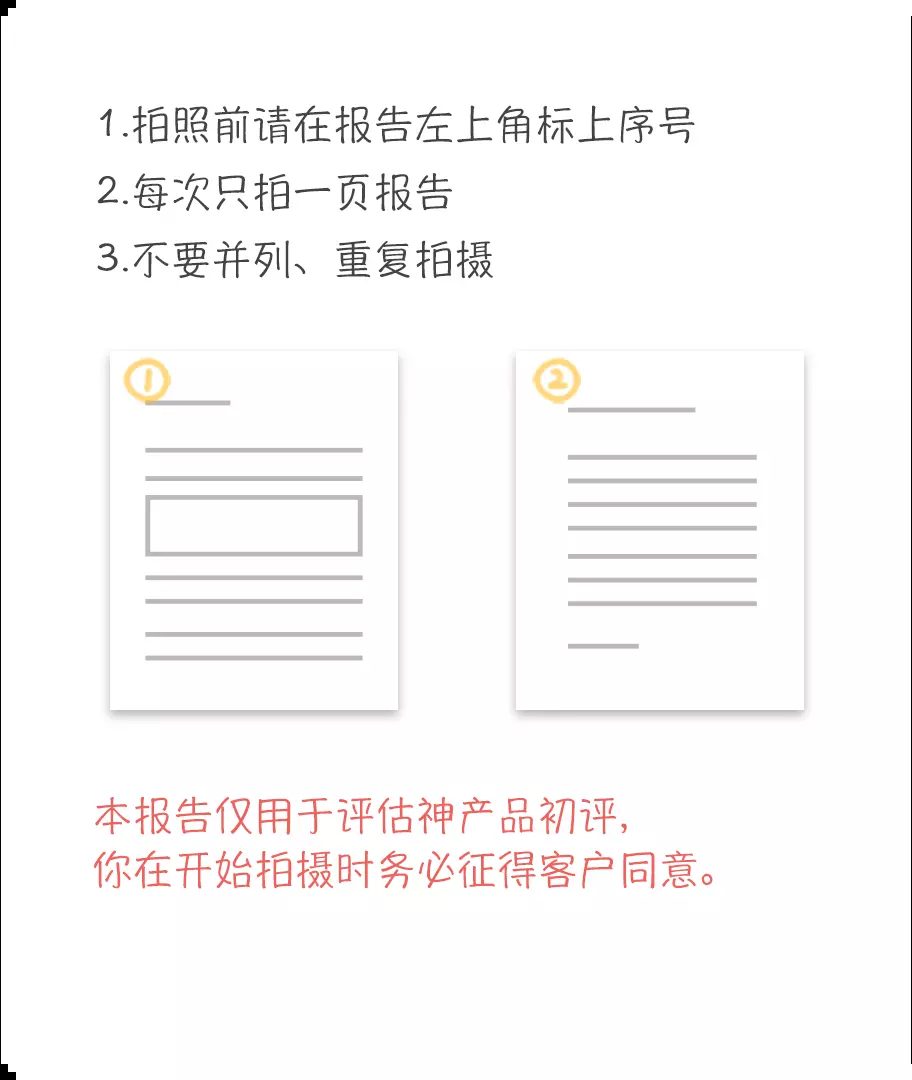 1.拍照前请在报告左上角标上序号
2.每次只拍一页报告
3.不要并列、重复拍摄
1
2
本报告仅用于评估神产品初评,
你在开始拍摄时务必征得客户同意。